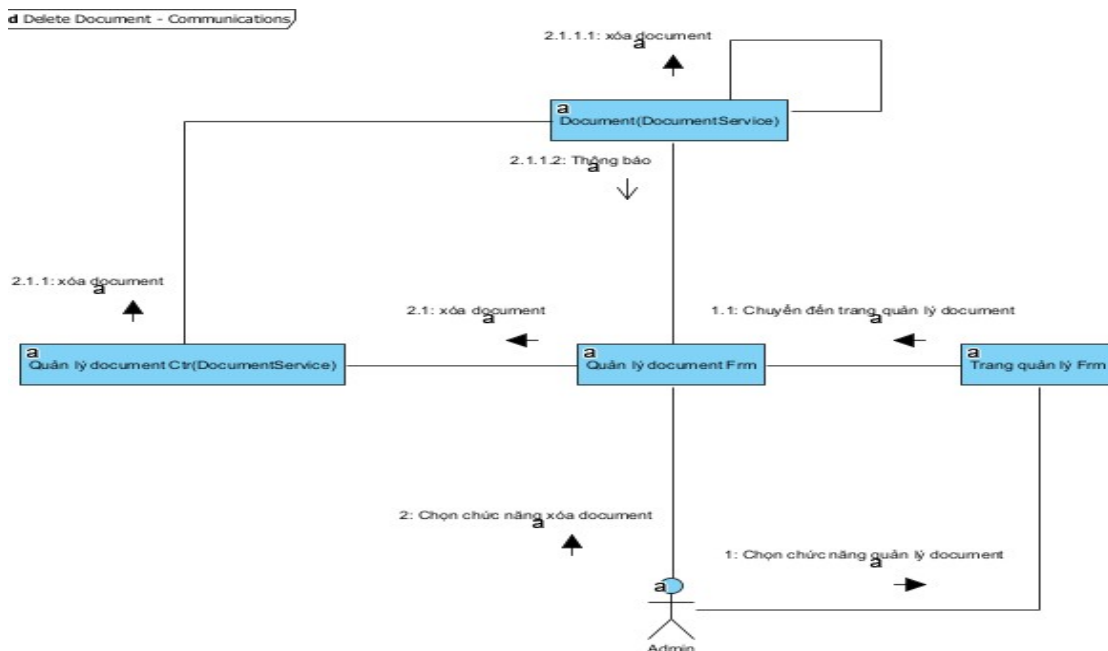 d Delete Document - Communications
2.1.1.1: xóa document
a
a
Document(DocumentService)
2.1.1.2: Thông báo
a
2.1.1: xóa document
a
2.1: xóa document
a
1.1: Chuyển đến trang quản lý document
a
a
Quản lý document Ctr(DocumentService)
a
Quản lý document Frm
a
Trang quản lý Frm
2: Chọn chức năng xóa document
a
1: Chọn chức năng quản lý document
a
a
Admin